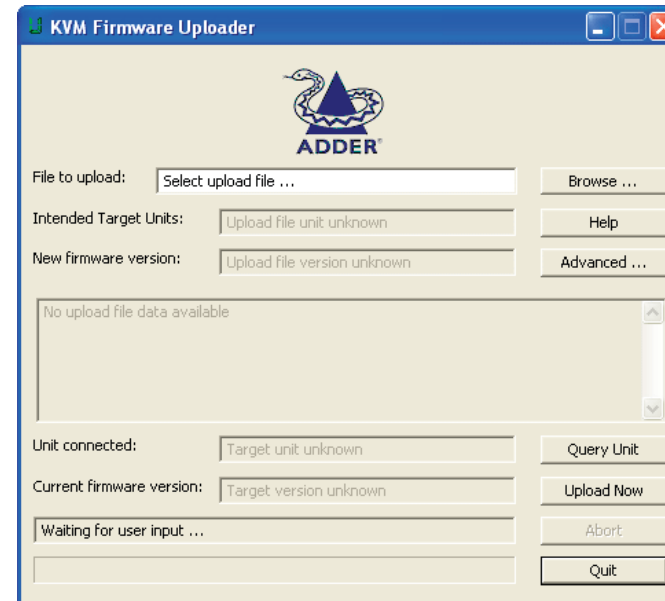 KVM Firmware Uploader
ADDER®
File to upload: Select upload file ... Browse ...
Intended Target Units: Upload file unit unknown Help
New firmware version: Upload file version unknown Advanced ...
No upload file data available
Unit connected: Target unit unknown Query Unit
Current firmware version: Target version unknown Upload Now
Waiting for user input ... Abort
Quit